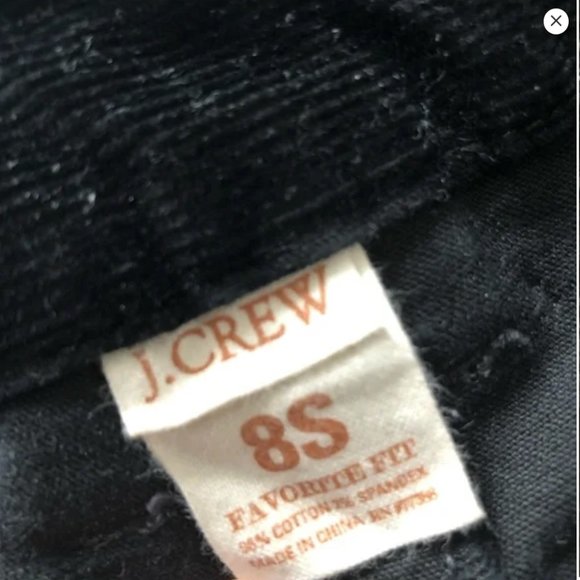 J.CREW
8S
FAVORITE FIT
COTTON SPANDEX
MADE IN CHINA RN